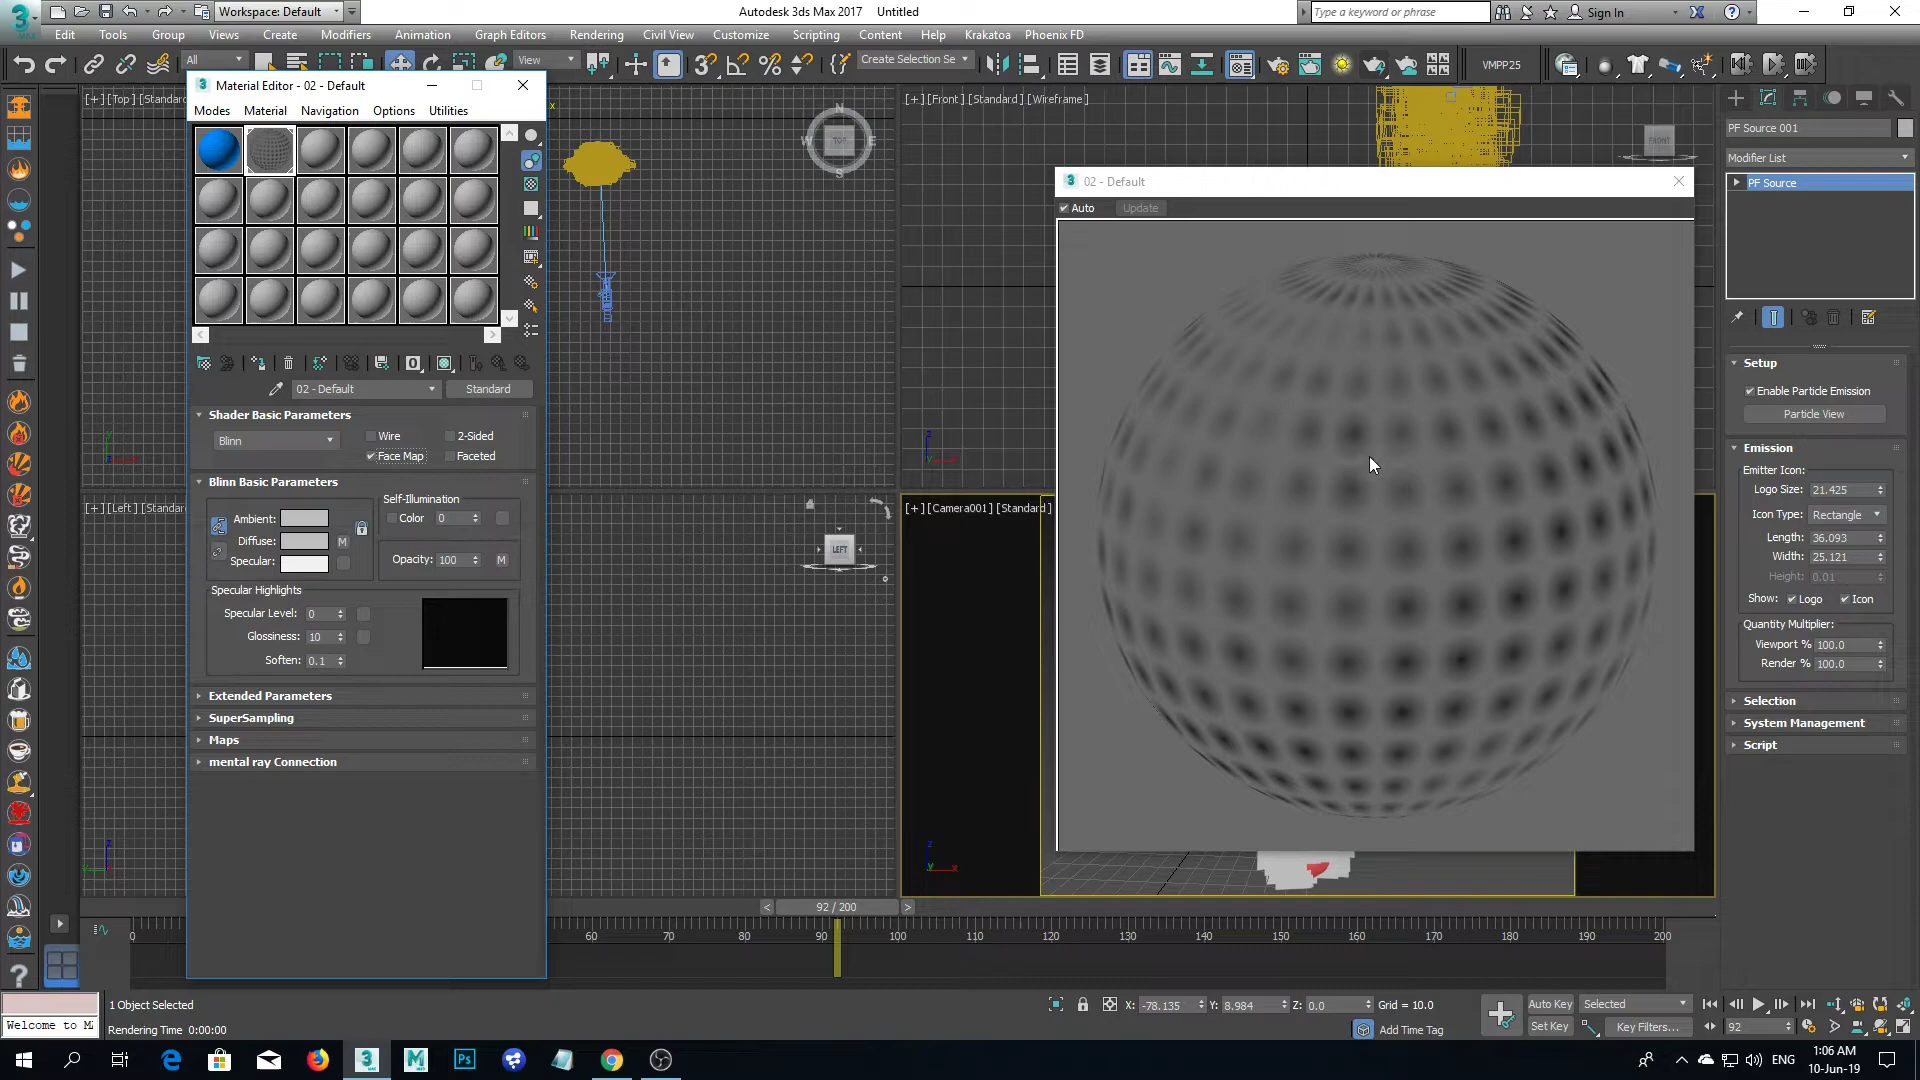 Workspace: Default
Autodesk 3ds Max 2017    Untitled
Type a keyword or phrase
Sign In
Edit Tools Group Views Create Modifiers Animation Graph Editors Rendering Civil View Customize Scripting Content Help Krakatoa Phoenix FD
All
View
Create Selection Se
VMPP25
Material Editor - 02 - Default
Modes Material Navigation Options Utilities
02 - Default
Standard
Shader Basic Parameters
Blinn
Wire
2-Sided
Face Map
Faceted
Blinn Basic Parameters
Self-Illumination
Ambient:
Color 0
Diffuse:
M
Specular:
Opacity: 100
M
Specular Highlights
Specular Level: 0
Glossiness: 10
Soften: 0.1
Extended Parameters
SuperSampling
Maps
mental ray Connection
[+] [Top] [Standard
[+] [Front] [Standard] [Wireframe]
[+] [Left] [Standard
[+] [Camera001] [Standard]
N
W TOP E
S
FRONT
LEFT
02 - Default
Auto
Update
PF Source 001
Modifier List
PF Source
Setup
Enable Particle Emission
Particle View
Emission
Emitter Icon:
Logo Size: 21.425
Icon Type: Rectangle
Length: 36.093
Width: 25.121
Height: 0.01
Show: Logo Icon
Quantity Multiplier:
Viewport % 100.0
Render % 100.0
Selection
System Management
Script
92 / 200
0 60 70 80 90 100 110 120 130 140 150 160 170 180 190 200
1 Object Selected
X: -78.135 Y: 8.984 Z: 0.0 Grid = 10.0
Auto Key Selected
Welcome to M
Rendering Time 0:00:00
Add Time Tag
Set Key Key Filters...
92
ENG
1:06 AM
10-Jun-19